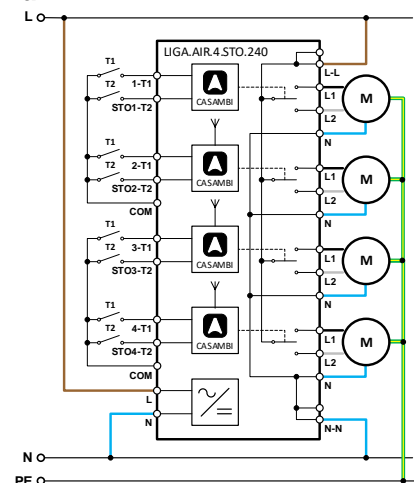 L
LIGA.AIR.4.STO.240
T1
1-T1
T2
STO1-T2
CASAMBI
L-L
L1
L2
M
N
T1
2-T1
T2
STO2-T2
CASAMBI
L1
L2
M
N
COM
T1
3-T1
T2
STO3-T2
CASAMBI
L1
L2
M
N
T1
4-T1
T2
STO4-T2
CASAMBI
L1
L2
M
N
COM
L
N
N-N
N
PE